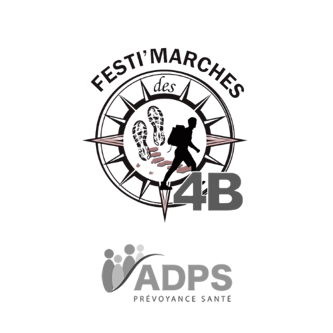 FESTI'MARCHES
des
4B
ADPS
PRÉVOYANCE SANTÉ